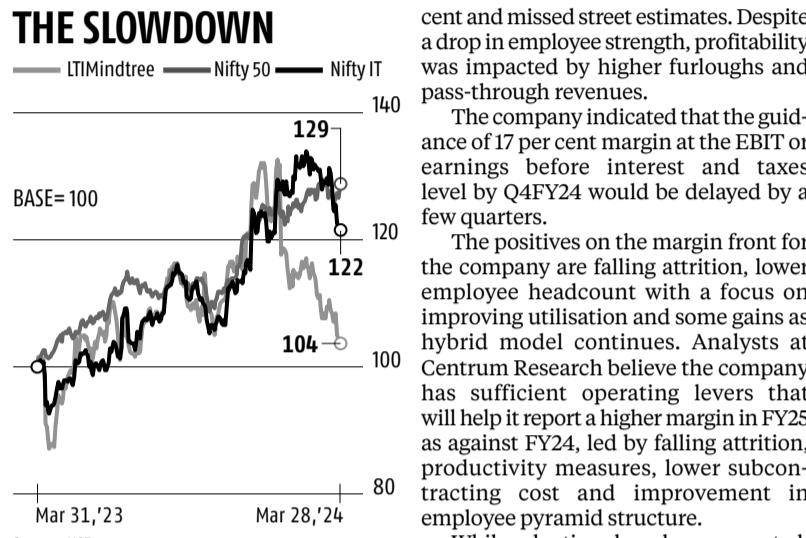 THE SLOWDOWN
LTIMindtree Nifty 50 Nifty IT
140
129
BASE= 100
120
122
104
100
80
Mar 31,’23 Mar 28,’24
cent and missed street estimates. Despite
a drop in employee strength, profitability
was impacted by higher furloughs and
pass-through revenues.
The company indicated that the guid-
ance of 17 per cent margin at the EBIT or
earnings before interest and taxes
level by Q4FY24 would be delayed by a
few quarters.
The positives on the margin front for
the company are falling attrition, lower
employee headcount with a focus on
improving utilisation and some gains as
hybrid model continues. Analysts at
Centrum Research believe the company
has sufficient operating levers that
will help it report a higher margin in FY25
as against FY24, led by falling attrition,
productivity measures, lower subcon-
tracting cost and improvement in
employee pyramid structure.